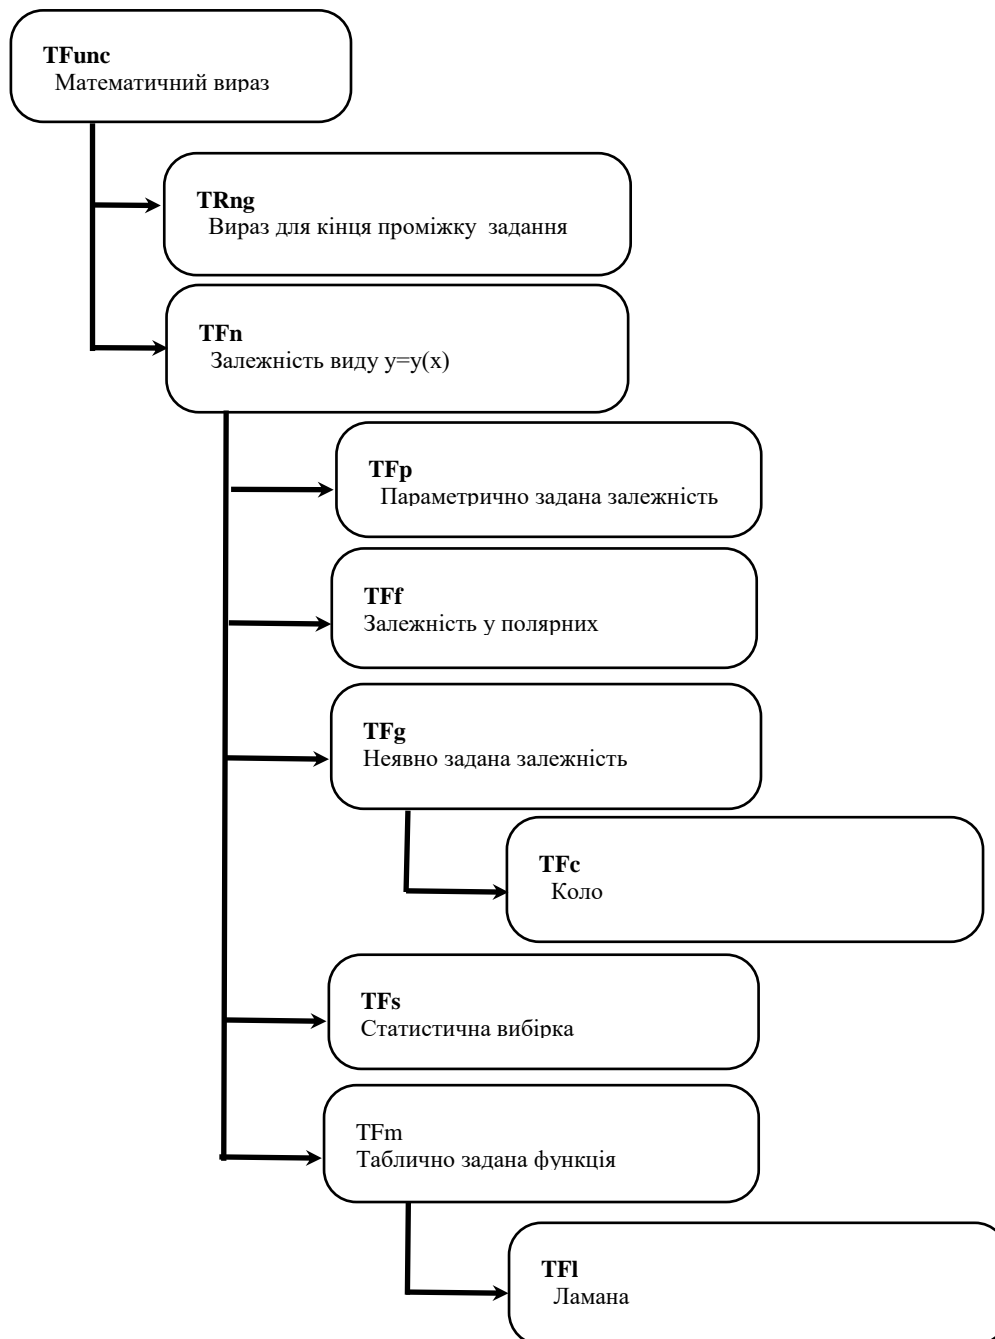 TFunc
Математичний вираз
TRng
Вираз для кінця проміжку задання
TFn
Залежність виду y=y(x)
TFp
Параметрично задана залежність
TFf
Залежність у полярних
TFg
Неявно задана залежність
TFc
Коло
TFs
Статистична вибірка
TFm
Таблично задана функція
TFl
Ламана